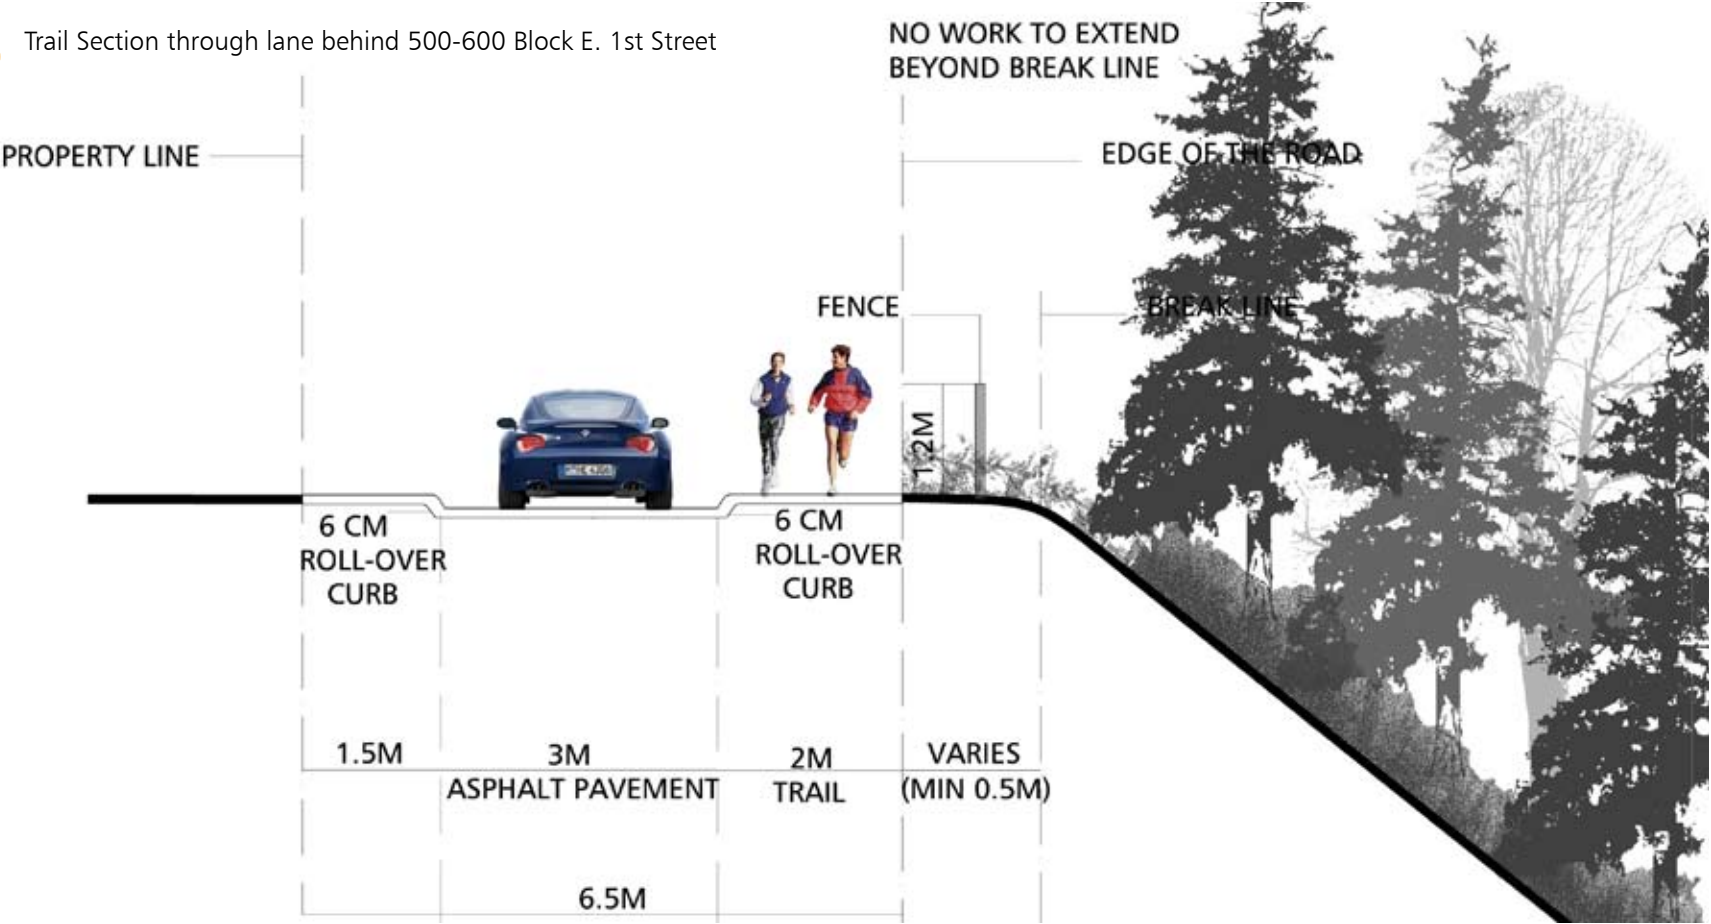 Trail Section through lane behind 500-600 Block E. 1st Street
NO WORK TO EXTEND
BEYOND BREAK LINE
PROPERTY LINE
EDGE OF THE ROAD
FENCE
BREAK LINE
1.2M
6 CM
ROLL-OVER
CURB
6 CM
ROLL-OVER
CURB
1.5M
3M
ASPHALT PAVEMENT
2M
TRAIL
VARIES
(MIN 0.5M)
6.5M